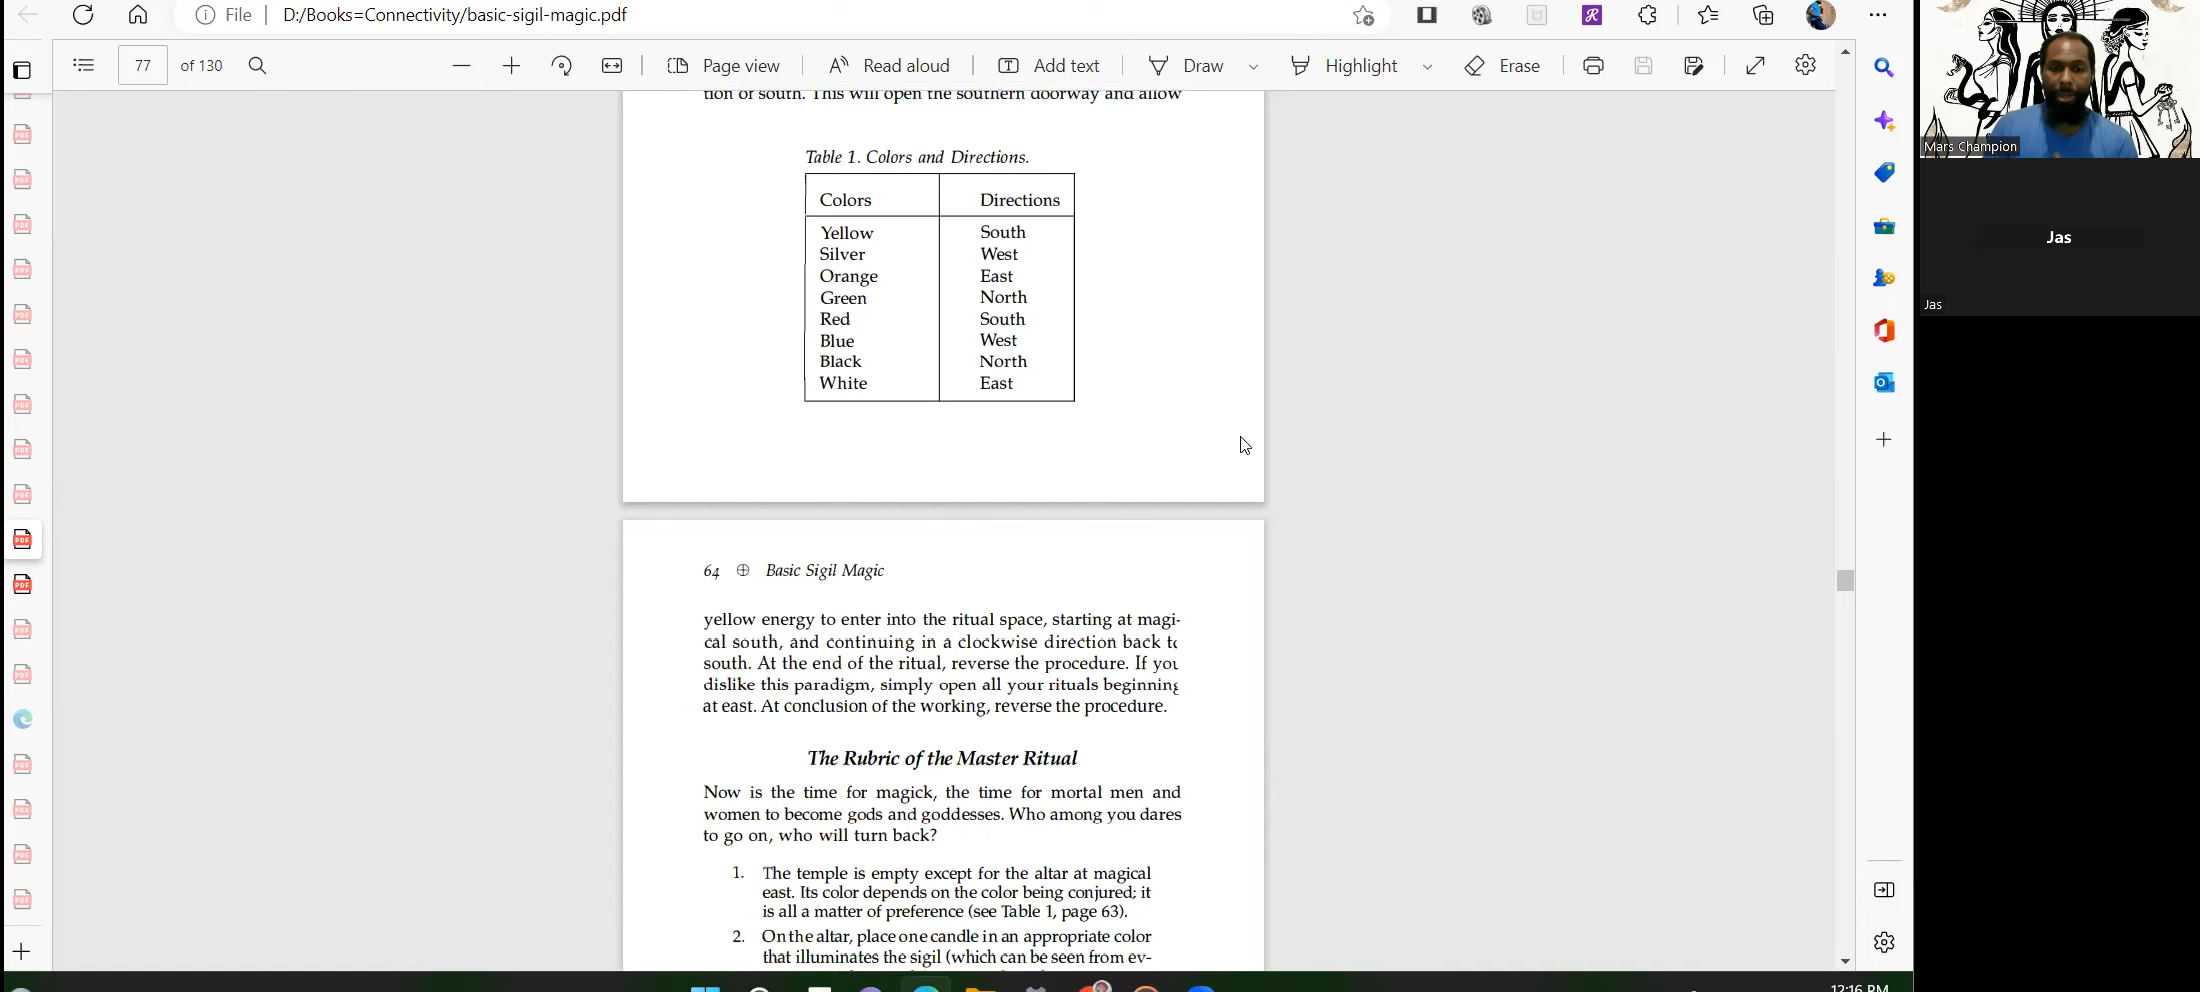 File
D:/Books=Connectivity/basic-sigil-magic.pdf
77 of 130
Page view
Read aloud
Add text
Draw
Highlight
Erase
tion of south. This will open the southern doorway and allow
Table 1. Colors and Directions.
Colors Directions
Yellow South
Silver West
Orange East
Green North
Red South
Blue West
Black North
White East
64 ⊕ Basic Sigil Magic
yellow energy to enter into the ritual space, starting at magi-
cal south, and continuing in a clockwise direction back to
south. At the end of the ritual, reverse the procedure. If you
dislike this paradigm, simply open all your rituals beginning
at east. At conclusion of the working, reverse the procedure.
The Rubric of the Master Ritual
Now is the time for magick, the time for mortal men and
women to become gods and goddesses. Who among you dares
to go on, who will turn back?
1. The temple is empty except for the altar at magical
east. Its color depends on the color being conjured; it
is all a matter of preference (see Table 1, page 63).
2. On the altar, place one candle in an appropriate color
that illuminates the sigil (which can be seen from ev-
Mars Champion
Jas
Jas
12:16 PM